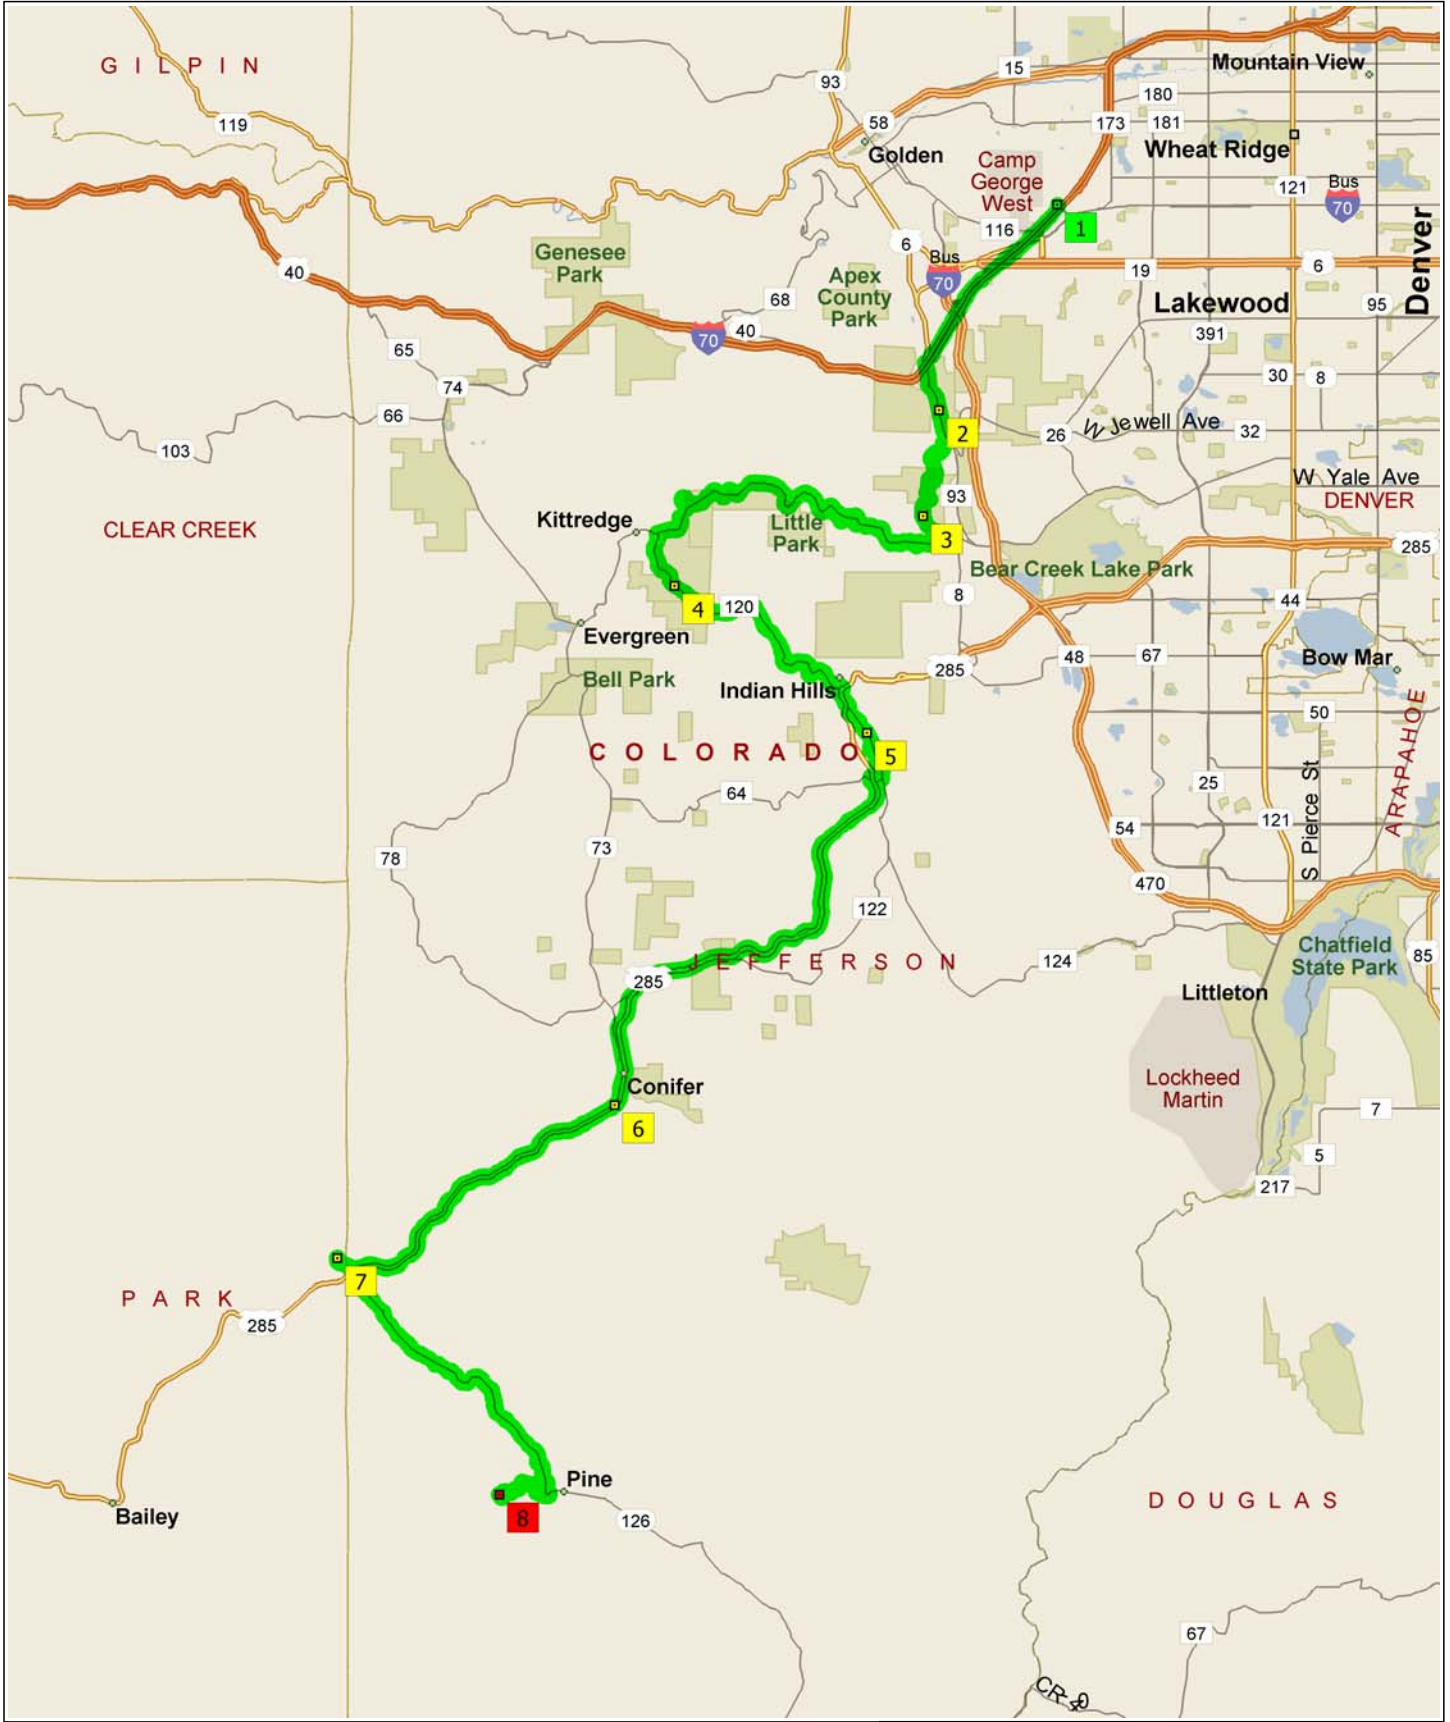 GILPIN
15
Mountain View
93
180
119
58
173
181
Wheat Ridge
Golden
Camp
George
West
121
Bus
70
1
116
Denver
6
Genesee
Park
Bus
70
40
Apex
County
Park
19
6
68
Lakewood
95
70
40
391
65
30
8
74
66
2
26
W Jewell Ave
32
103
W Yale Ave
93
DENVER
Kittredge
CLEAR CREEK
Little
Park
3
285
Bear Creek Lake Park
8
44
4
120
Evergreen
48
67
Bow Mar
285
Bell Park
Indian Hills
50
ARAPAHOE
COLORADO
5
64
25
S Pierce St
121
54
73
78
470
122
Chatfield
State Park
85
JEFFERSON
124
285
Littleton
Lockheed
Martin
Conifer
7
6
5
217
7
PARK
285
Pine
Bailey
8
126
DOUGLAS
67
CR-40